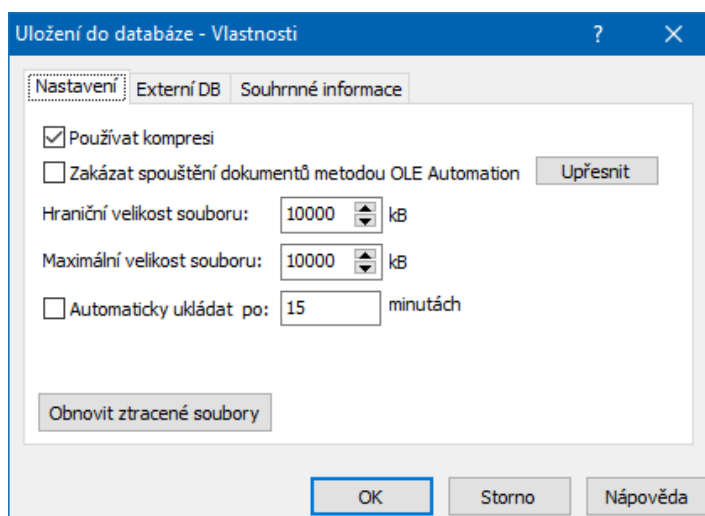 Uložení do databáze - Vlastnosti ?
Nastavení Externí DB Souhrnné informace
Používat kompresi
Zakázat spouštění dokumentů metodou OLE Automation Upřesnit
Hraniční velikost souboru: 10000 kB
Maximální velikost souboru: 10000 kB
Automaticky ukládat po: 15 minutách
Obnovit ztracené soubory
OK Storno Nápověda